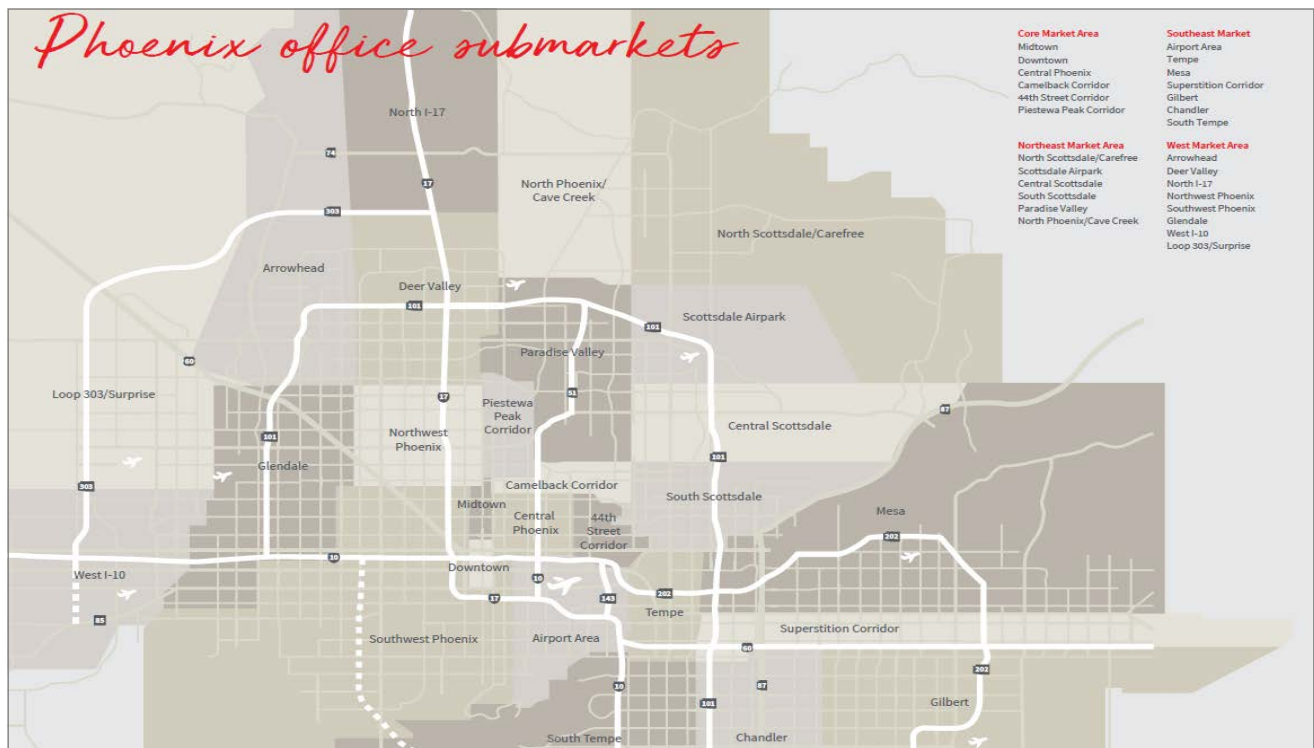 Phoenix office submarkets
Core Market Area
Midtown
Downtown
Central Phoenix
Camelback Corridor
44th Street Corridor
Piestewa Peak Corridor
Southeast Market
Airport Area
Tempe
Mesa
Superstition Corridor
Gilbert
Chandler
South Tempe
Northeast Market Area
North Scottsdale/Carefree
Scottsdale Airpark
Central Scottsdale
South Scottsdale
Paradise Valley
North Phoenix/Cave Creek
West Market Area
Arrowhead
Deer Valley
North I-17
Northwest Phoenix
Southwest Phoenix
Glendale
West I-10
Loop 303/Surprise
North I-17
74
17
North Phoenix/
Cave Creek
303
North Scottsdale/Carefree
Arrowhead
Deer Valley
101
Scottsdale Airpark
101
Paradise Valley
60
Loop 303/Surprise
17
51
Piestewa
Peak
Corridor
87
Central Scottsdale
Northwest
Phoenix
101
101
Glendale
303
Camelback Corridor
South Scottsdale
Midtown
Central
Phoenix
44th
Street
Corridor
Mesa
202
10
Downtown
West I-10
10
17
143
202
85
Tempe
Southwest Phoenix
Airport Area
Superstition Corridor
60
202
10
87
101
Gilbert
South Tempe
Chandler